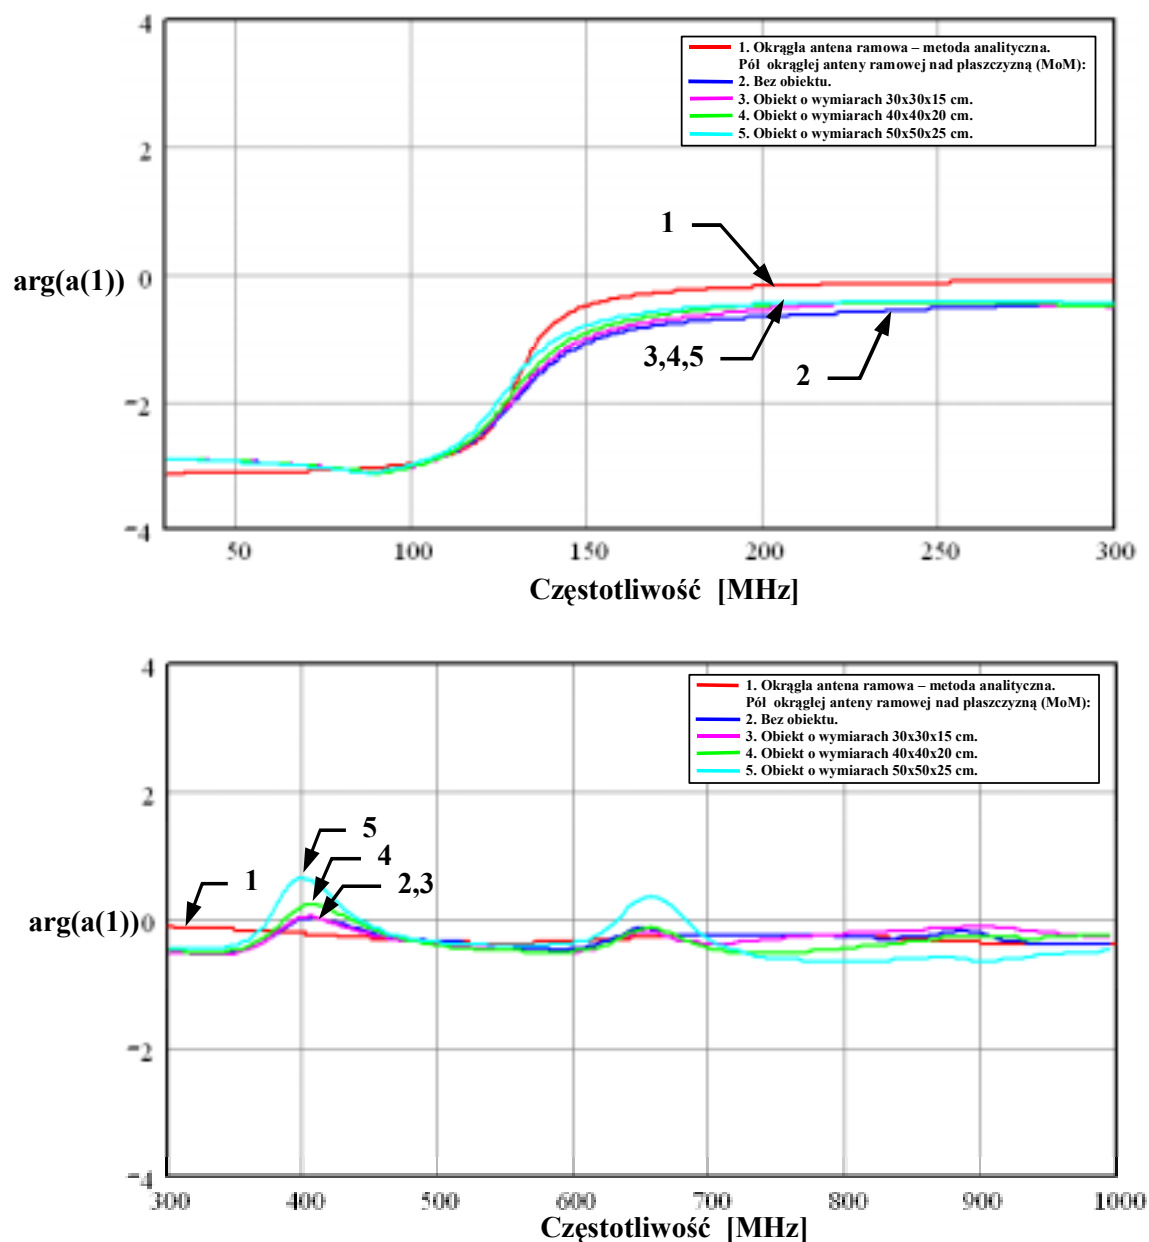 4
1. Okrągła antena ramowa – metoda analityczna.
Pół okrągłej anteny ramowej nad płaszczyzną (MoM):
2. Bez obiektu.
3. Obiekt o wymiarach 30x30x15 cm.
4. Obiekt o wymiarach 40x40x20 cm.
5. Obiekt o wymiarach 50x50x25 cm.
2
1
arg(a(1))
0
3,4,5
2
−2
−4
50 100 150 200 250 300
Częstotliwość [MHz]
4
1. Okrągła antena ramowa – metoda analityczna.
Pół okrągłej anteny ramowej nad płaszczyzną (MoM):
2. Bez obiektu.
3. Obiekt o wymiarach 30x30x15 cm.
4. Obiekt o wymiarach 40x40x20 cm.
5. Obiekt o wymiarach 50x50x25 cm.
2
5
4
1
2,3
arg(a(1))
0
−2
−4
300 400 500 600 700 800 900 1000
Częstotliwość [MHz]